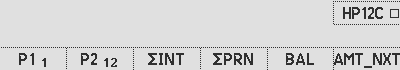 HP12C □
P1 1 P2 12 ΣINT ΣPRN BAL AMT_NXT